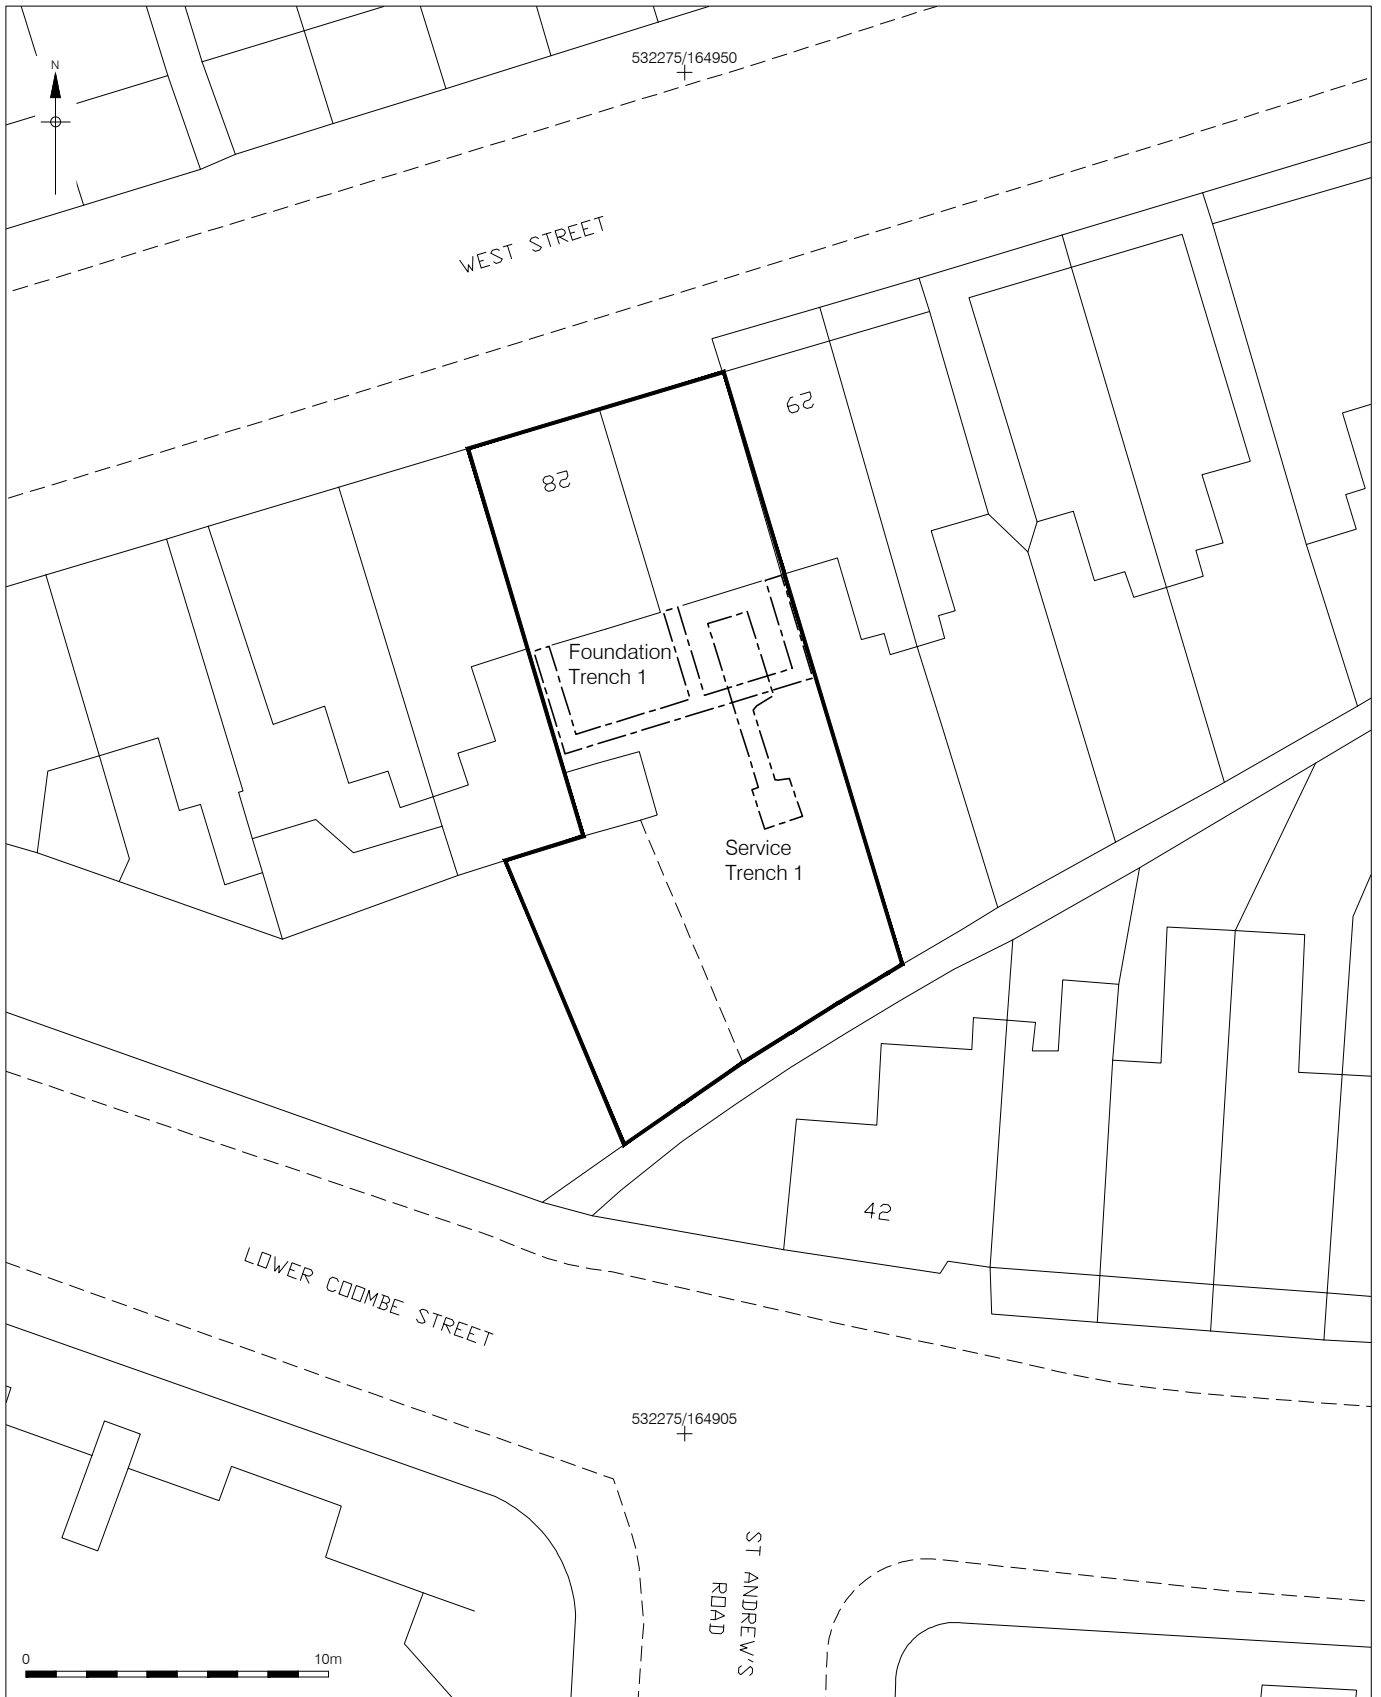 N
532275/164950
WEST STREET
29
28
Foundation
Trench 1
Service
Trench 1
42
LOWER COOMBE STREET
532275/164905
ST ANDREW'S
ROAD
0 10m